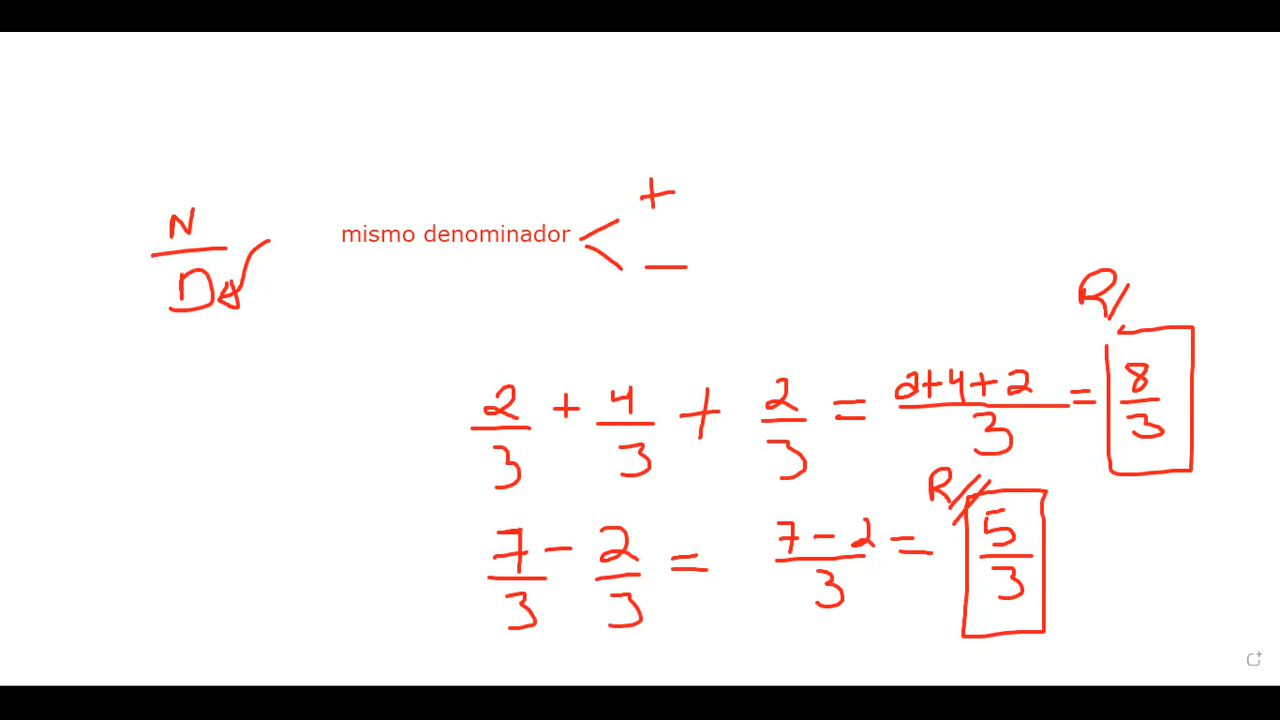 N
D
mismo denominador
+
−
R/
2/3 + 4/3 + 2/3 = 2+4+2/3 = 8/3
R//
7/3 − 2/3 = 7−2/3 = 5/3